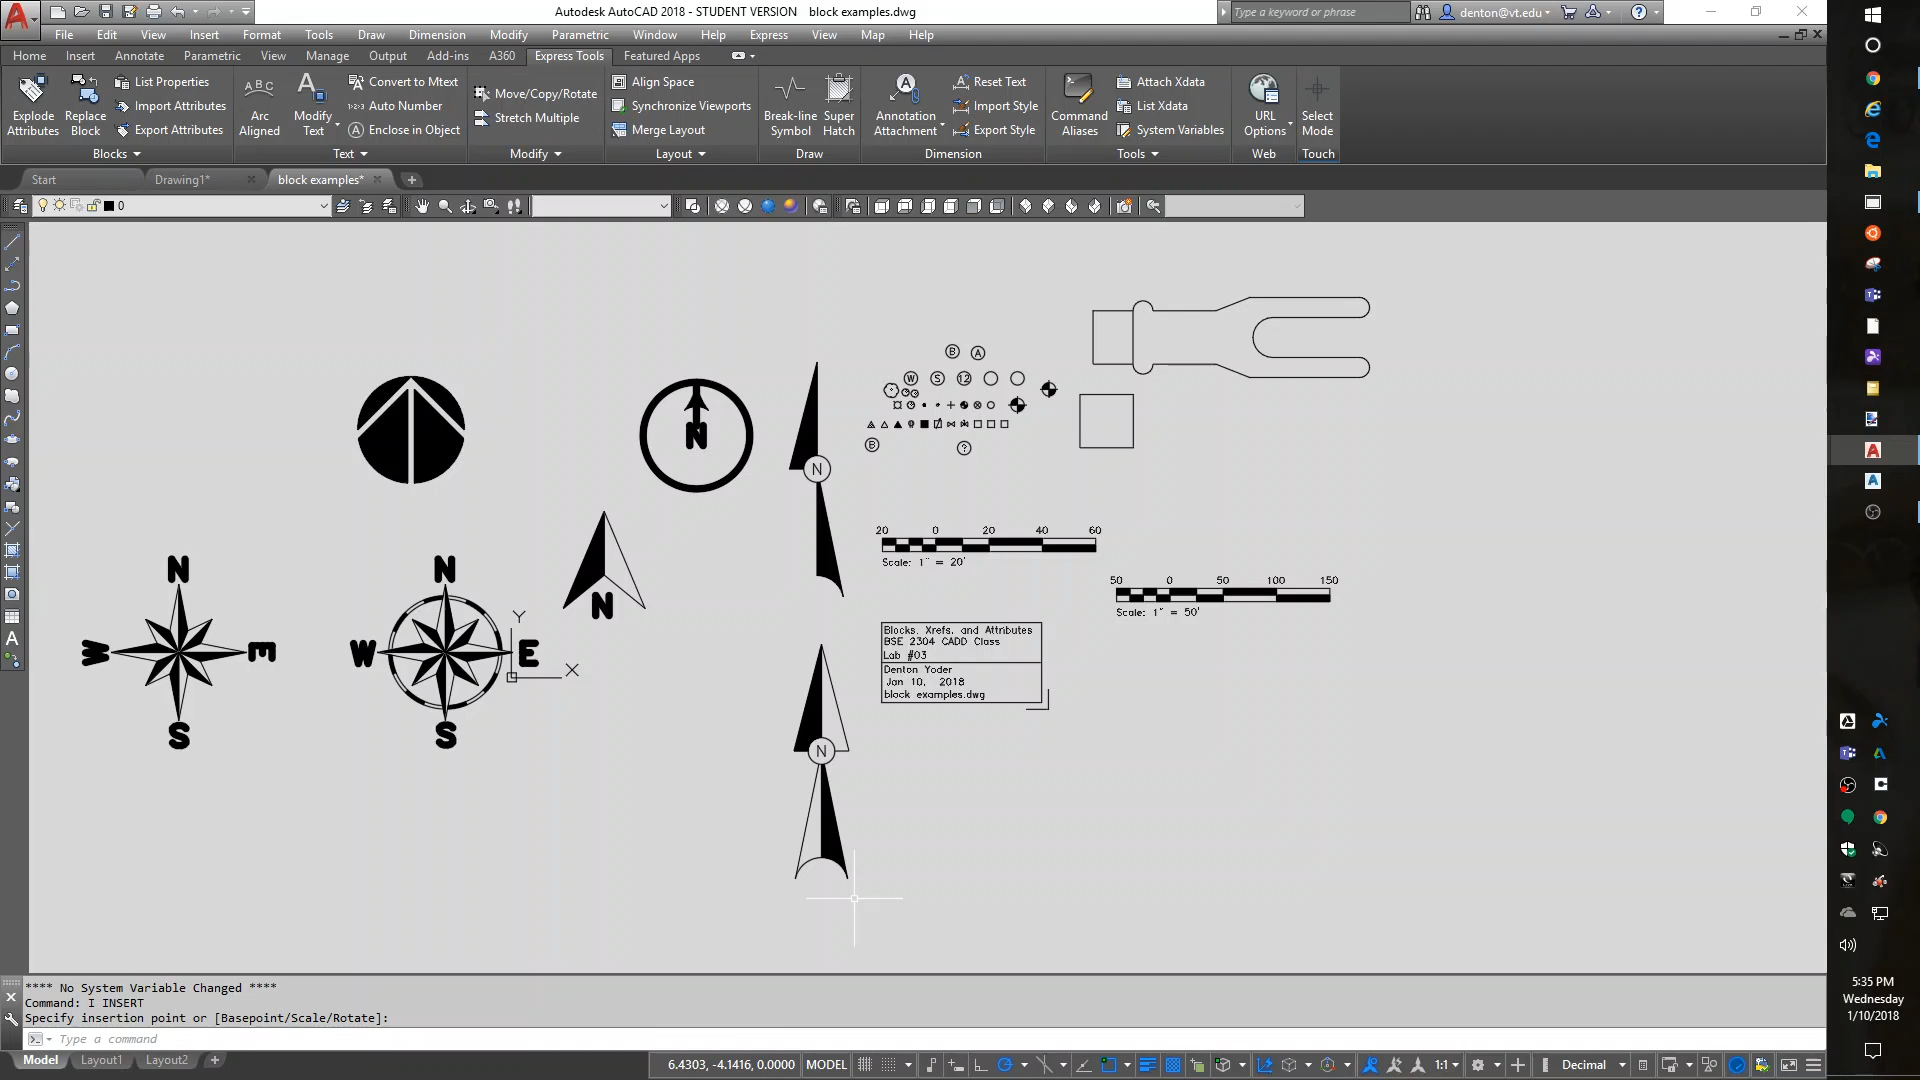 Autodesk AutoCAD 2018 - STUDENT VERSION block examples.dwg
Type a keyword or phrase
denton@vt.edu
File Edit View Insert Format Tools Draw Dimension Modify Parametric Window Help Express View Map Help
Home Insert Annotate Parametric View Manage Output Add-ins A360 Express Tools Featured Apps
Explode Attributes
Replace Block
List Properties
Import Attributes
Export Attributes
Blocks
ABC
Arc Aligned
Modify Text
Convert to Mtext
Auto Number
Enclose in Object
Text
Move/Copy/Rotate
Stretch Multiple
Modify
Align Space
Synchronize Viewports
Merge Layout
Layout
Break-line Symbol
Super Hatch
Draw
Annotation Attachment
Reset Text
Import Style
Export Style
Dimension
Command Aliases
Attach Xdata
List Xdata
System Variables
Tools
URL Options
Web
Select Mode
Touch
Start Drawing1* block examples*
0
B A
W S 12
B ?
N
N
N
20 0 20 40 60
Scale: 1" = 20'
50 0 50 100 150
Scale: 1" = 50'
N
W E
S
N
W E
S
Y
X
N
Blocks, Xrefs, and Attributes
BSE 2304 CADD Class
Lab #03
Denton Yoder
Jan 10, 2018
block examples.dwg
N
**** No System Variable Changed ****
Command: I INSERT
Specify insertion point or [Basepoint/Scale/Rotate]:
Type a command
Model Layout1 Layout2
6.4303, -4.1416, 0.0000 MODEL 1:1 Decimal
5:35 PM
Wednesday
1/10/2018